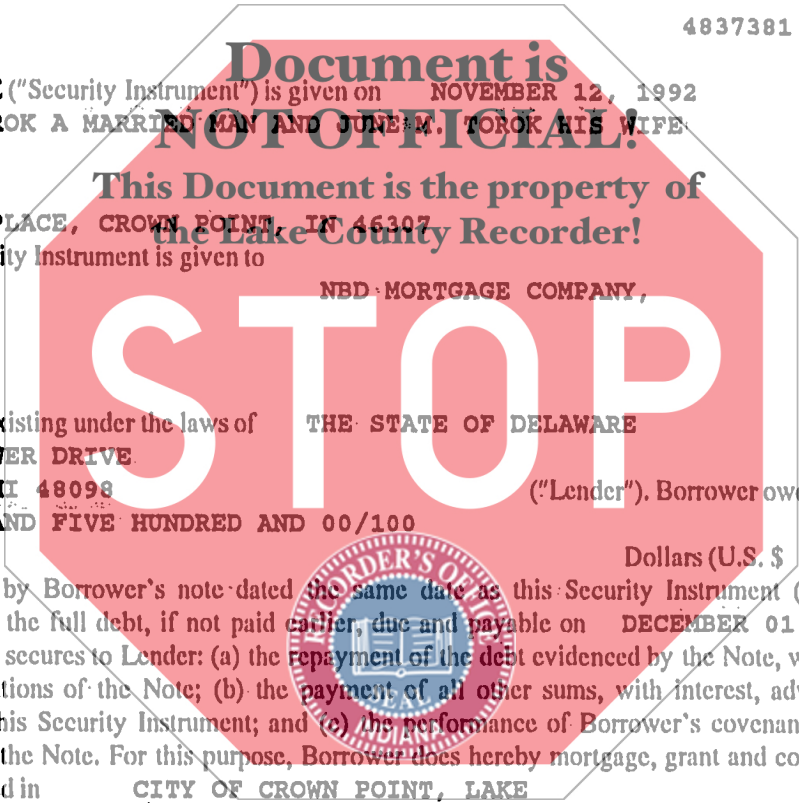 4837381
Document is
("Security Instrument") is given on NOVEMBER 12, 1992
NOT OFFICIAL!
OK A MARRIED MAN AND JUNE M. TOROK HIS WIFE
This Document is the property of
PLACE, CROWN POINT, IN 46307
the Lake County Recorder!
ity Instrument is given to
NBD MORTGAGE COMPANY,
STOP
xisting under the laws of THE STATE OF DELAWARE
ER DRIVE
48098 ("Lender"). Borrower owe
AND FIVE HUNDRED AND 00/100
Dollars (U.S. $
by Borrower's note dated the same date as this Security Instrument (
the full debt, if not paid earlier, due and payable on DECEMBER 01
secures to Lender: (a) the repayment of the debt evidenced by the Note, w
tions of the Note; (b) the payment of all other sums, with interest, adv
his Security Instrument; and (c) the performance of Borrower's covenan
the Note. For this purpose, Borrower does hereby mortgage, grant and co
d in CITY OF CROWN POINT, LAKE
RECORDER'S OF
SEAL